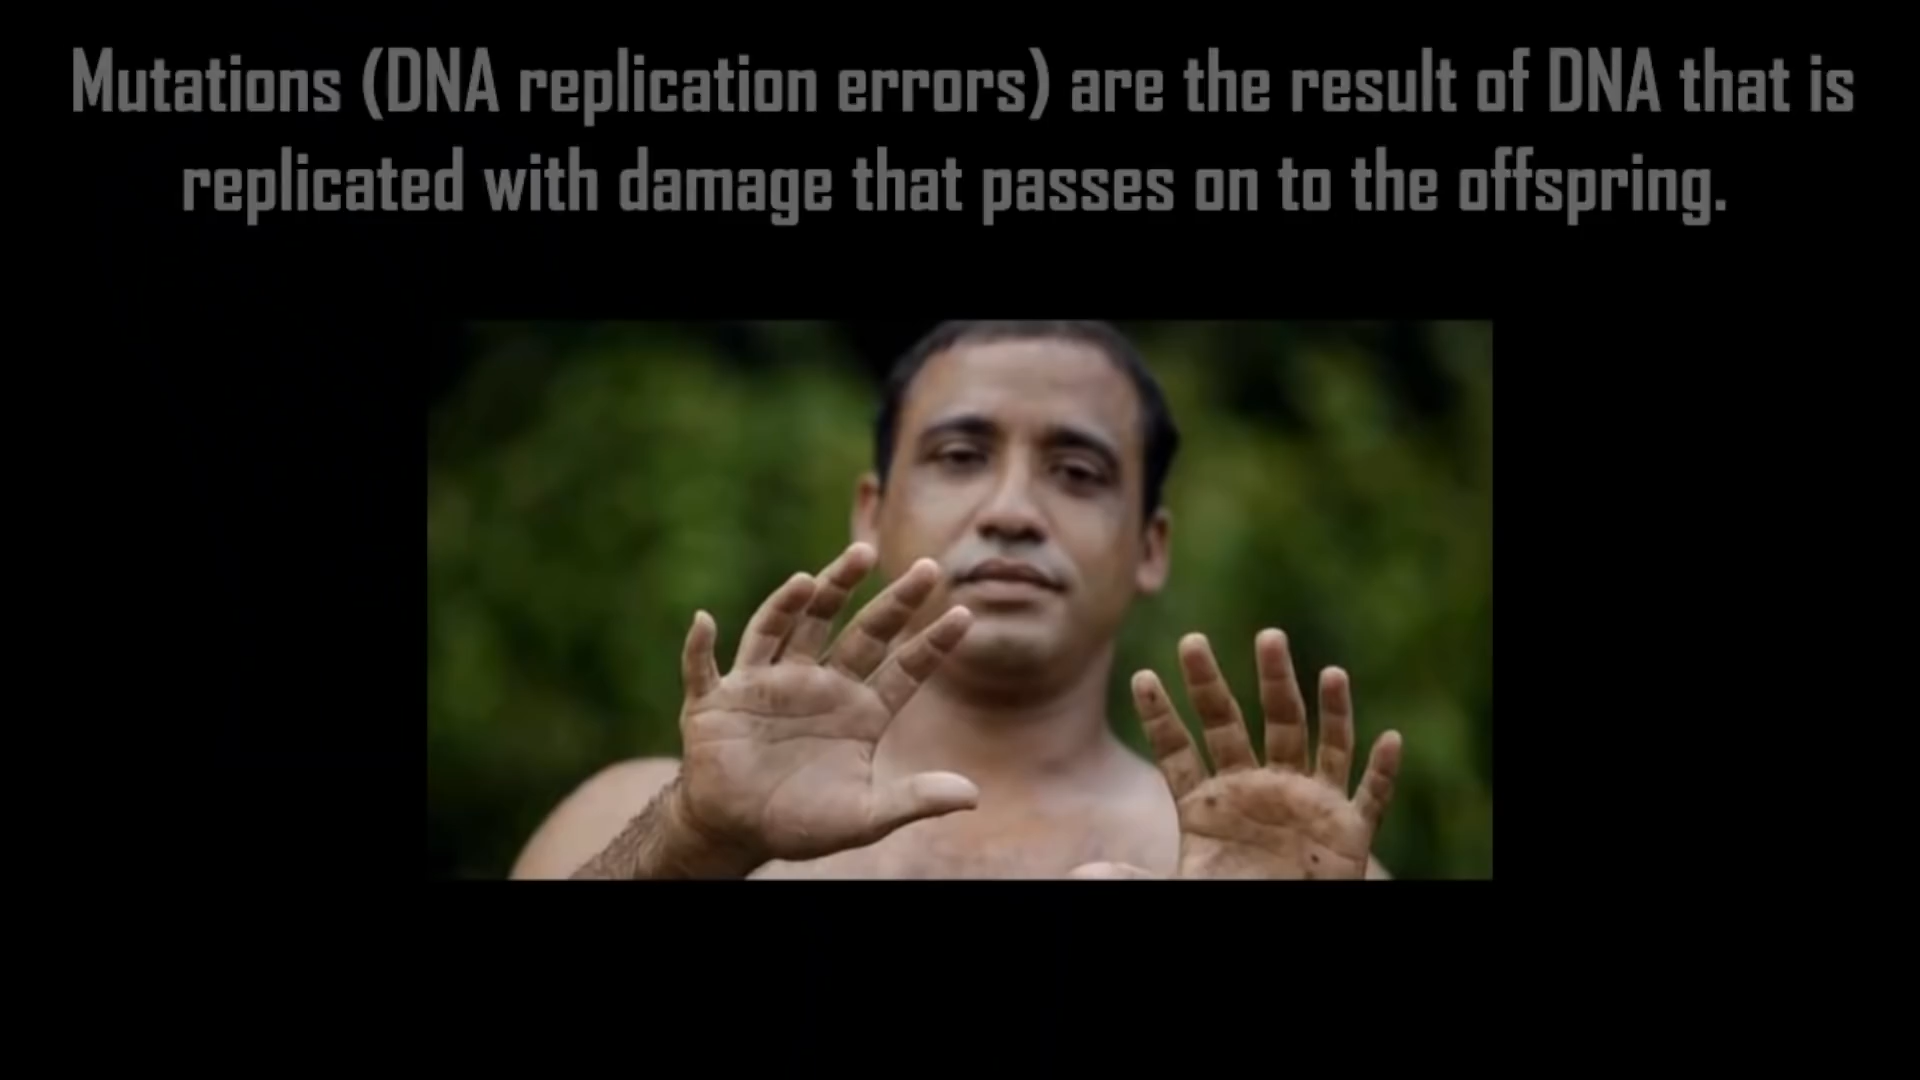 Mutations (DNA replication errors) are the result of DNA that is
replicated with damage that passes on to the offspring.